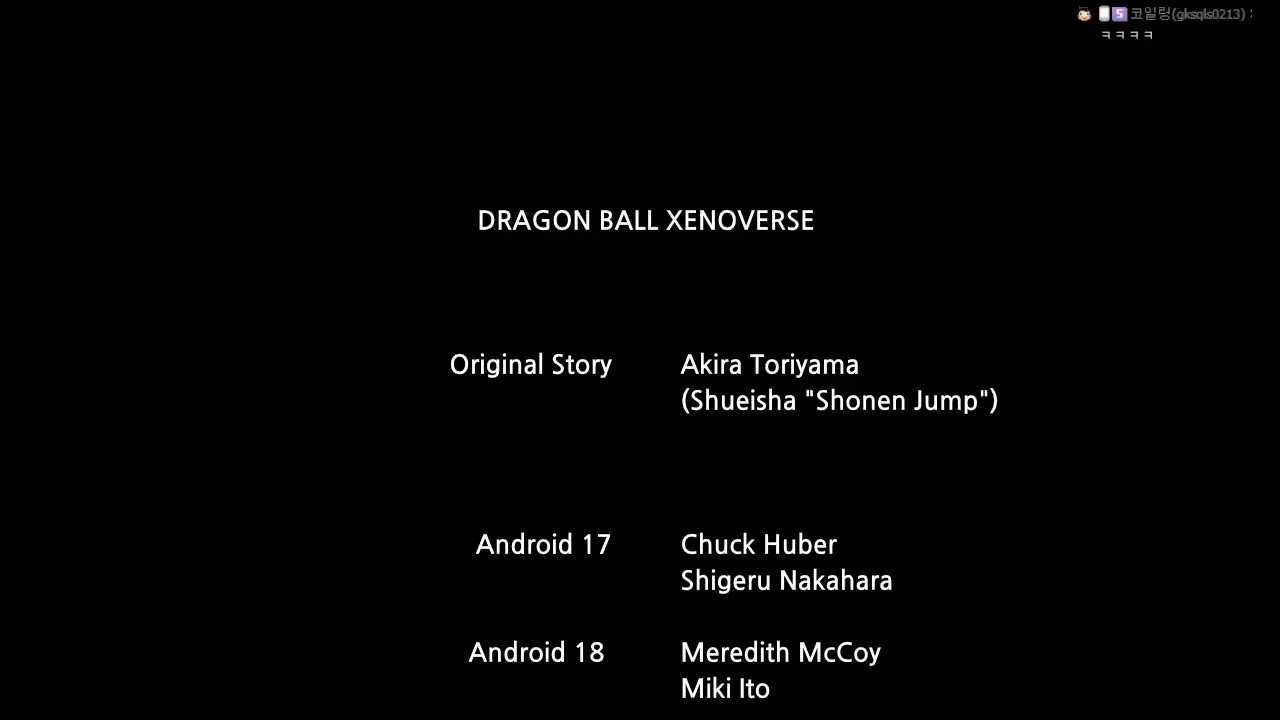 5 코일링(gksqls0213) :
ㅋㅋㅋㅋ
DRAGON BALL XENOVERSE
Original Story Akira Toriyama
(Shueisha "Shonen Jump")
Android 17 Chuck Huber
Shigeru Nakahara
Android 18 Meredith McCoy
Miki Ito